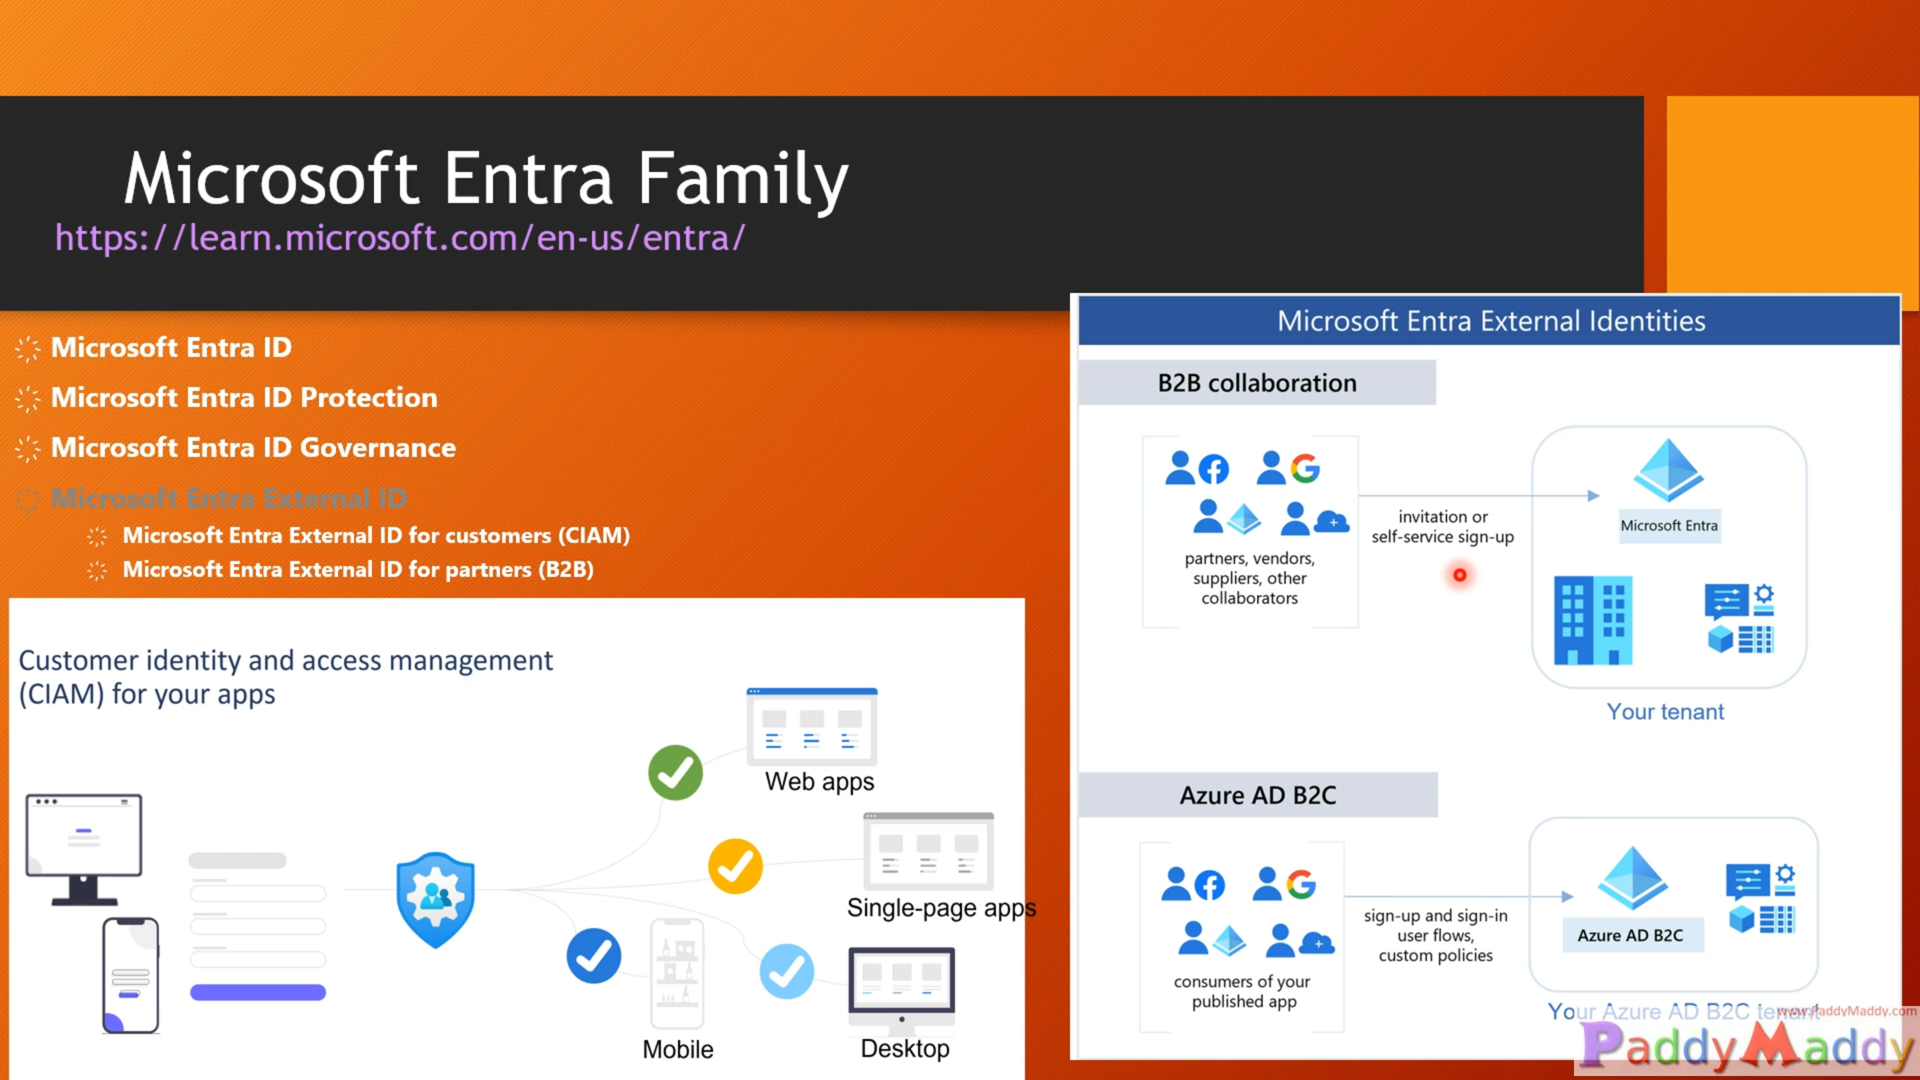 Microsoft Entra Family
https://learn.microsoft.com/en-us/entra/
Microsoft Entra ID
Microsoft Entra ID Protection
Microsoft Entra ID Governance
Microsoft Entra External ID
Microsoft Entra External ID for customers (CIAM)
Microsoft Entra External ID for partners (B2B)
Customer identity and access management
(CIAM) for your apps
Web apps
Single-page apps
Mobile
Desktop
Microsoft Entra External Identities
B2B collaboration
partners, vendors,
suppliers, other
collaborators
invitation or
self-service sign-up
Microsoft Entra
Your tenant
Azure AD B2C
consumers of your
published app
sign-up and sign-in
user flows,
custom policies
Azure AD B2C
Your Azure AD B2C tenant
www.PaddyMaddy.com
PaddyMaddy